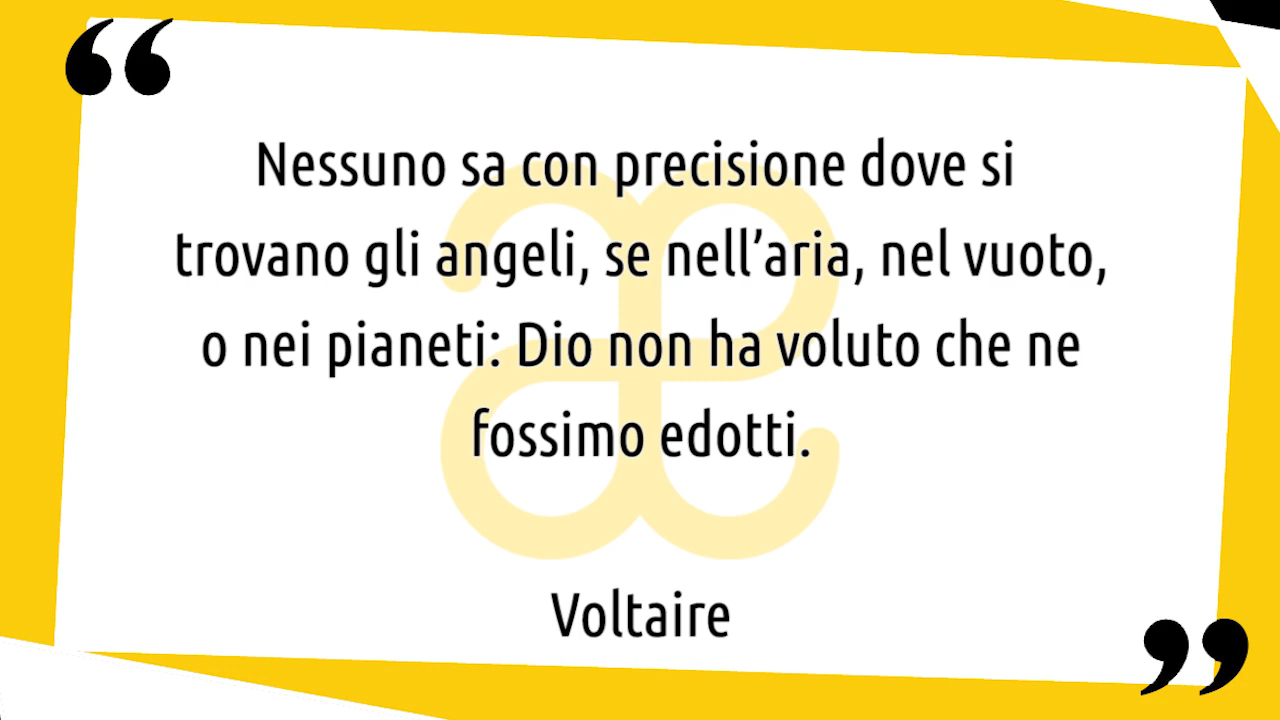 “
Nessuno sa con precisione dove si
trovano gli angeli, se nell’aria, nel vuoto,
o nei pianeti: Dio non ha voluto che ne
fossimo edotti.
Voltaire
”